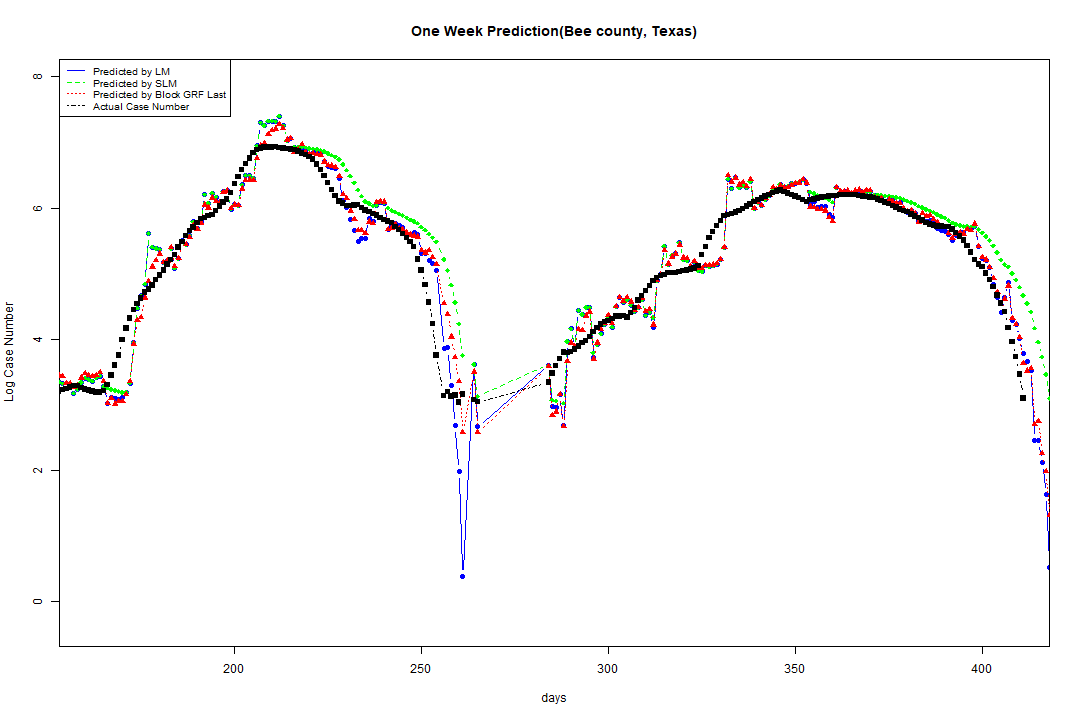 One Week Prediction(Bee county, Texas)
Predicted by LM
Predicted by SLM
Predicted by Block GRF Last
Actual Case Number
8
6
4
2
0
Log Case Number
200 250 300 350 400
days